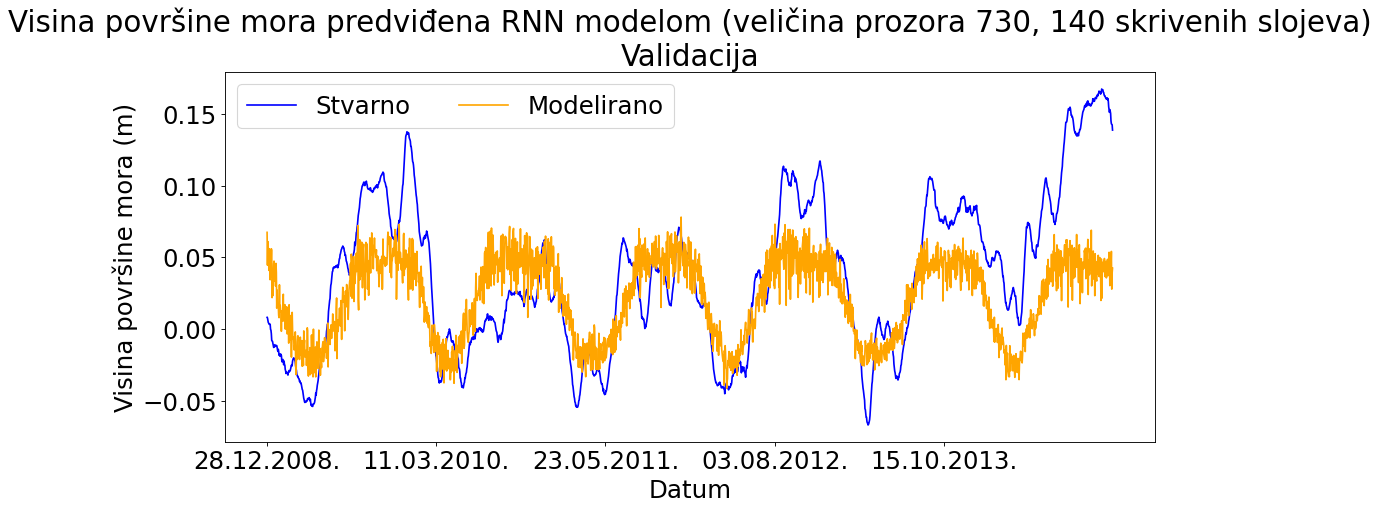 Visina površine mora predviđena RNN modelom (veličina prozora 730, 140 skrivenih slojeva)
Validacija
Stvarno
Modelirano
Visina površine mora (m)
0.15
0.10
0.05
0.00
−0.05
28.12.2008.
11.03.2010.
23.05.2011.
03.08.2012.
15.10.2013.
Datum